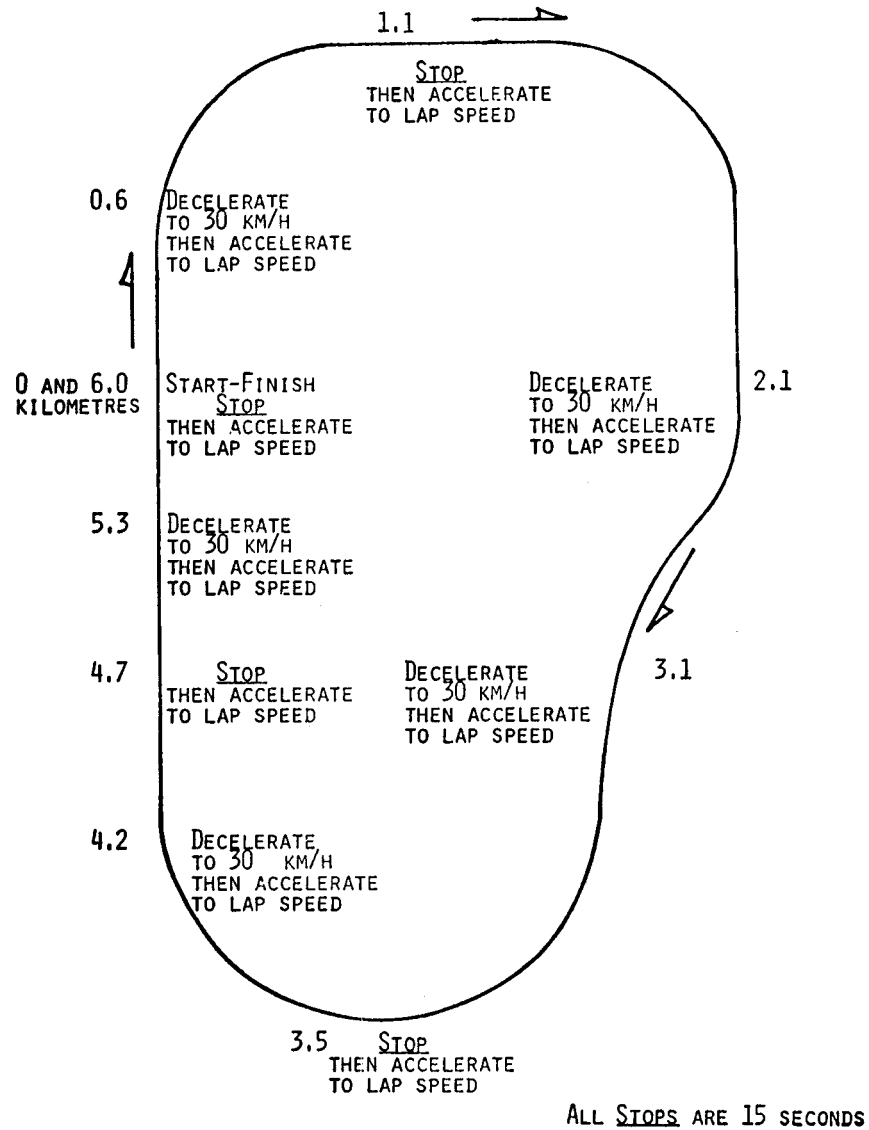 1.1
STOP
THEN ACCELERATE
TO LAP SPEED
0.6
DECELERATE
TO 30 KM/H
THEN ACCELERATE
TO LAP SPEED
0 AND 6.0
KILOMETRES
START-FINISH
STOP
THEN ACCELERATE
TO LAP SPEED
DECELERATE
TO 30 KM/H
THEN ACCELERATE
TO LAP SPEED
2.1
5.3
DECELERATE
TO 30 KM/H
THEN ACCELERATE
TO LAP SPEED
4.7
STOP
THEN ACCELERATE
TO LAP SPEED
DECELERATE
TO 30 KM/H
THEN ACCELERATE
TO LAP SPEED
3.1
4.2
DECELERATE
TO 30 KM/H
THEN ACCELERATE
TO LAP SPEED
3.5
STOP
THEN ACCELERATE
TO LAP SPEED
ALL STOPS ARE 15 SECONDS